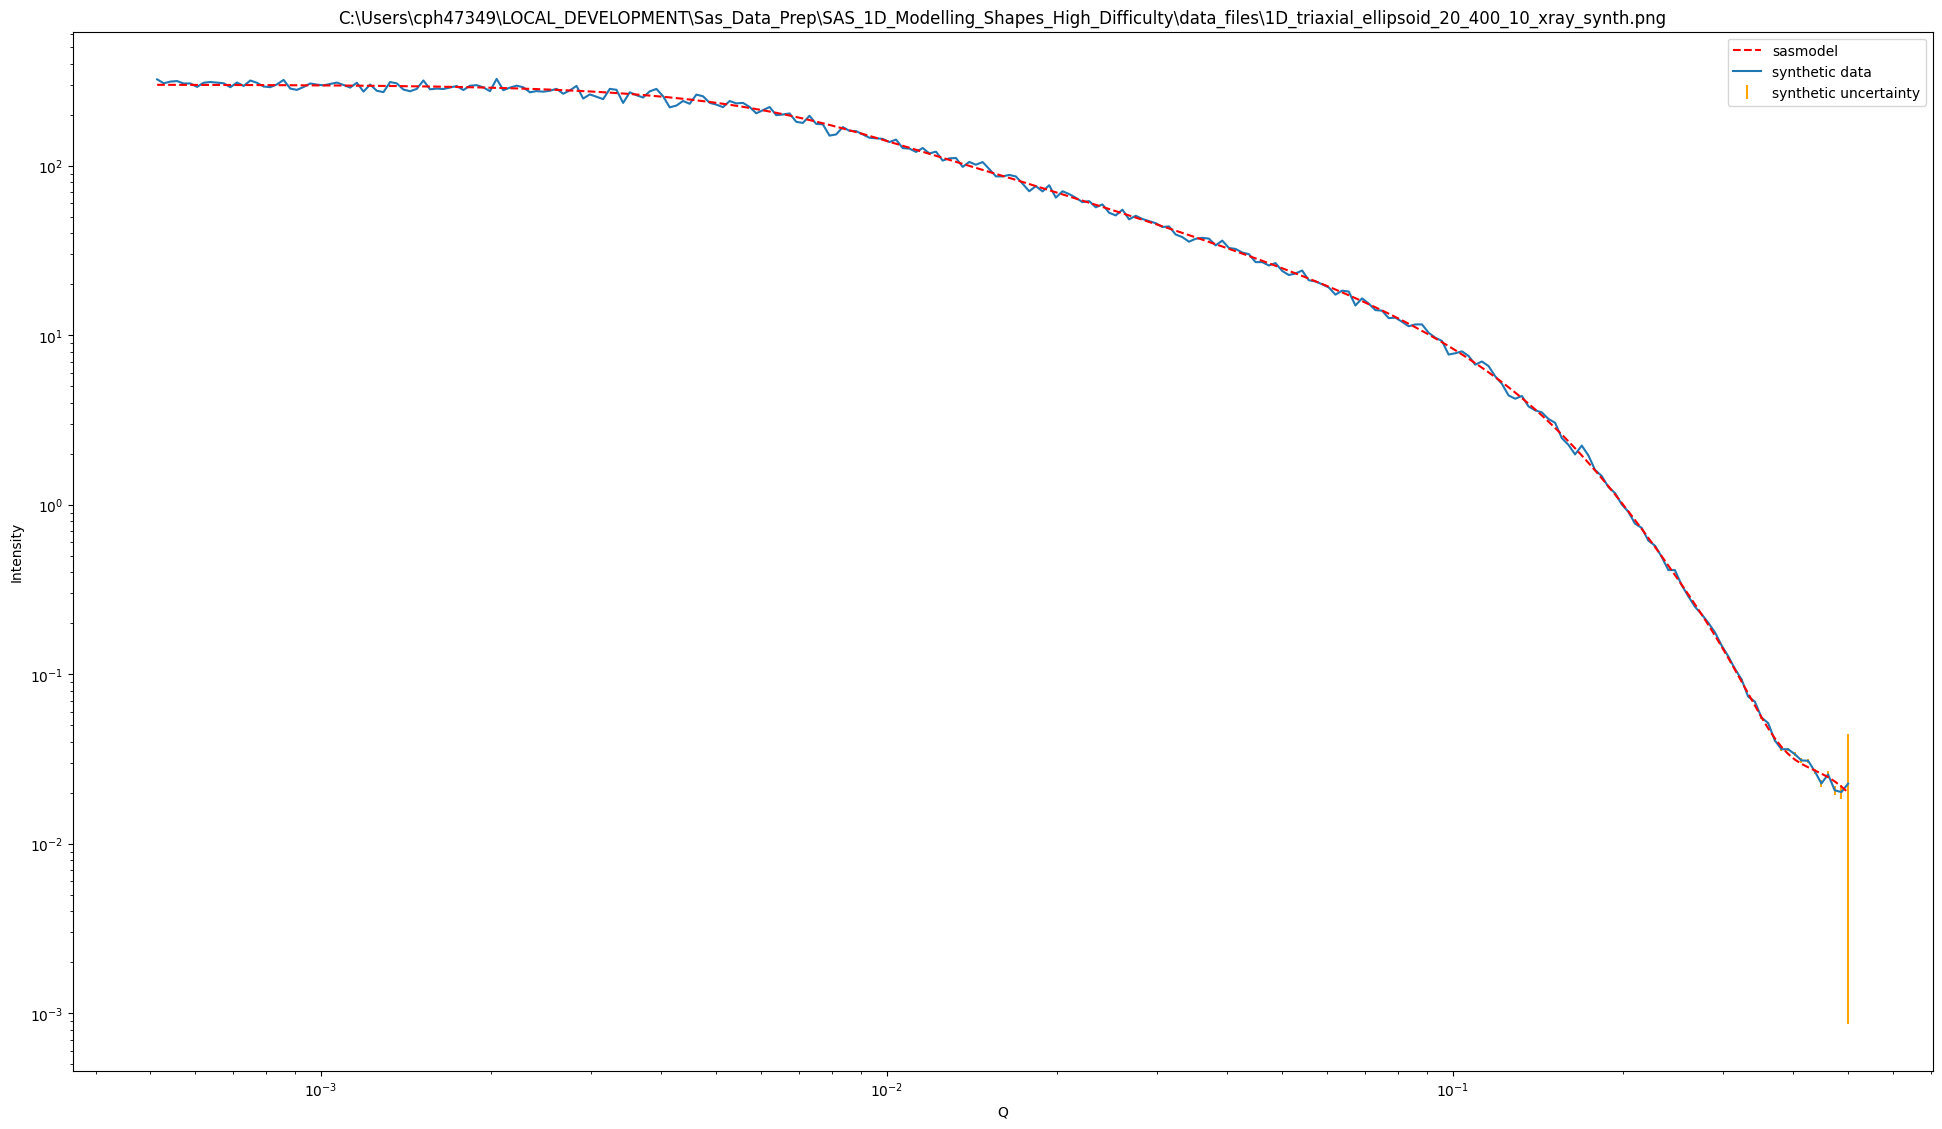 C:\Users\cph47349\LOCAL_DEVELOPMENT\Sas_Data_Prep\SAS_1D_Modelling_Shapes_High_Difficulty\data_files\1D_triaxial_ellipsoid_20_400_10_xray_synth.png
sasmodel
synthetic data
synthetic uncertainty
10²
10¹
10⁰
10⁻¹
10⁻²
10⁻³
Intensity
10⁻³ 10⁻² 10⁻¹
Q